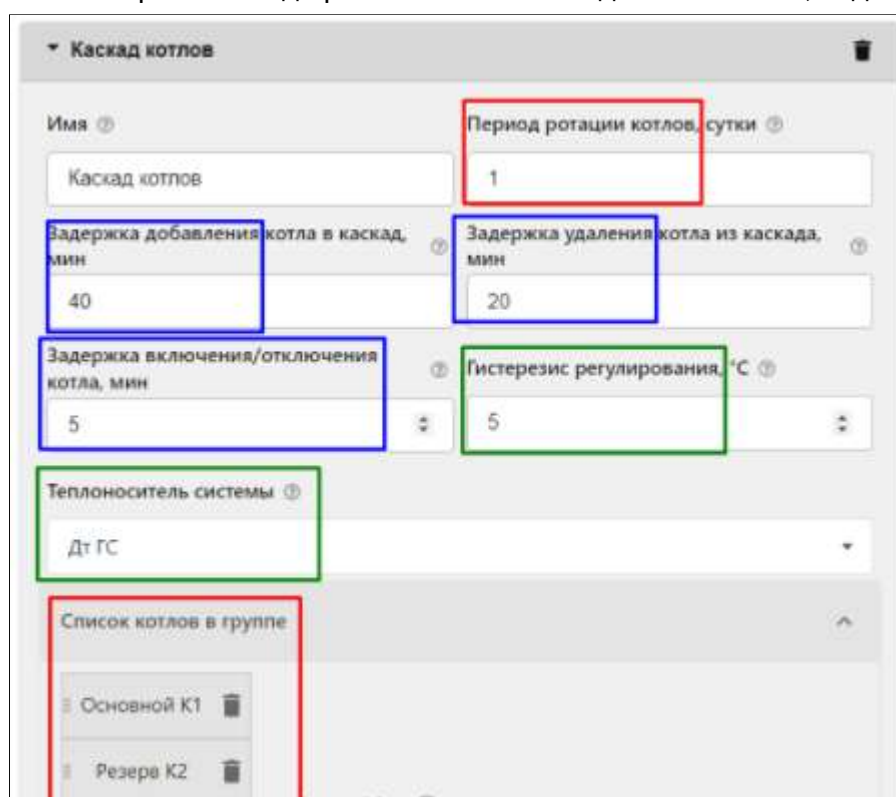 Каскад котлов
Имя
Период ротации котлов, сутки
Каскад котлов
1
Задержка добавления котла в каскад,
мин
Задержка удаления котла из каскада,
мин
40
20
Задержка включения/отключения
котла, мин
Гистерезис регулирования, °C
5
5
Теплоноситель системы
Дт ГС
Список котлов в группе
Основной К1
Резерв К2